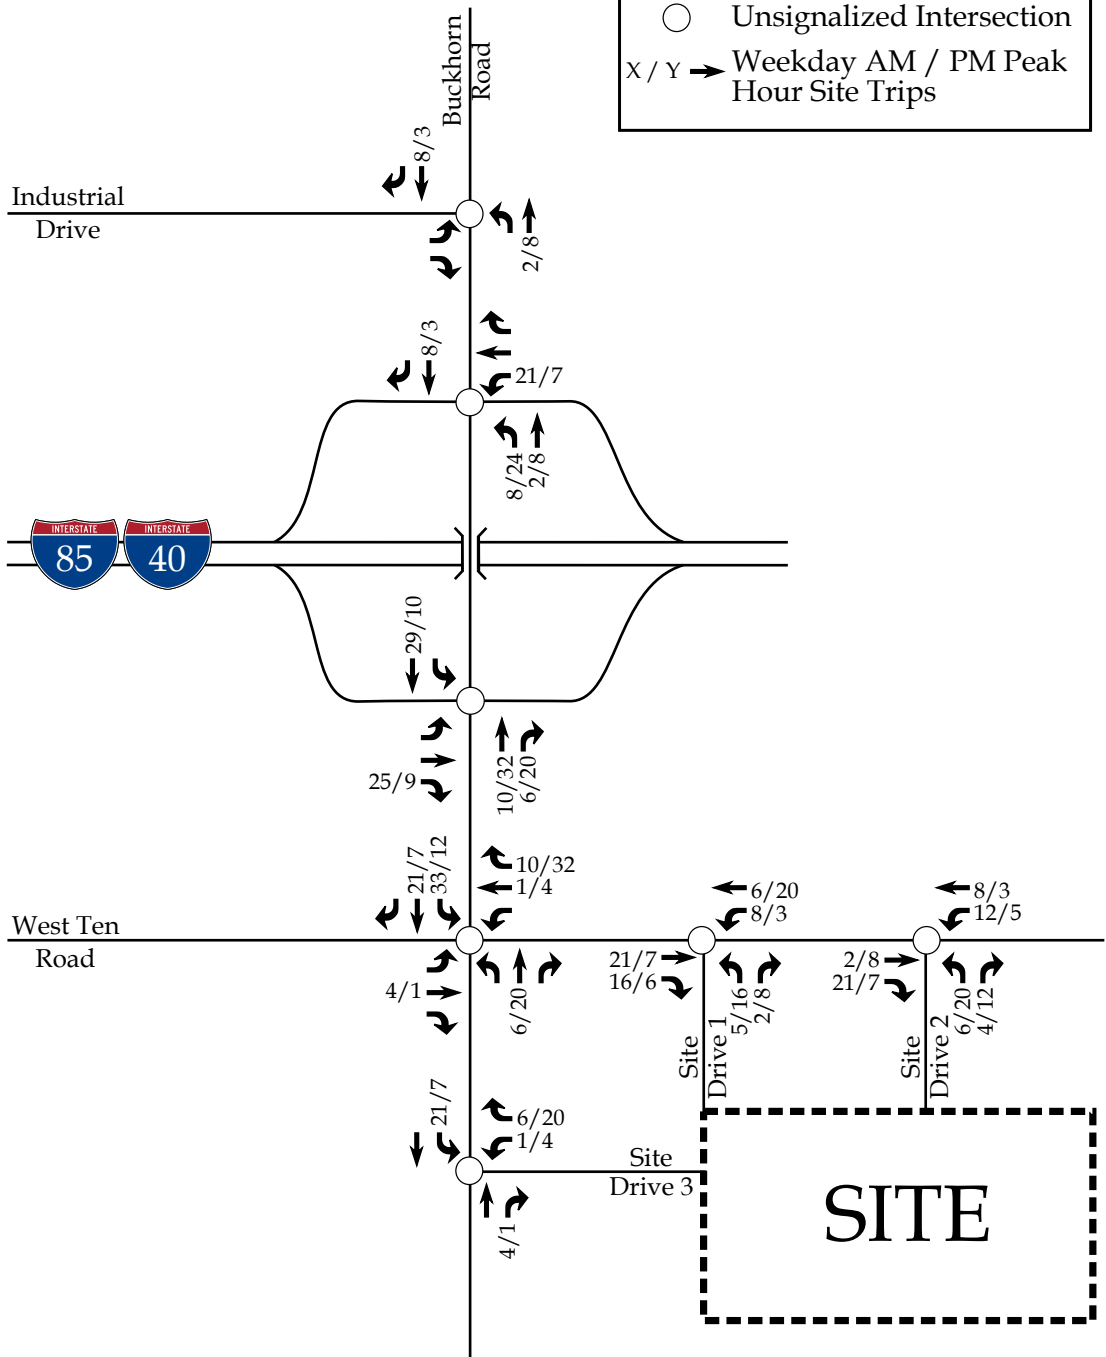 Unsignalized Intersection
X / Y
Weekday AM / PM Peak
Hour Site Trips
Buckhorn
Road
8/3
Industrial
Drive
2/8
8/3
21/7
8/24
2/8
INTERSTATE
85
INTERSTATE
40
29/10
25/9
10/32
6/20
21/7
33/12
10/32
1/4
West Ten
Road
4/1
6/20
6/20
8/3
21/7
16/6
5/16
2/8
8/3
12/5
2/8
21/7
6/20
4/12
Site
Drive 1
Site
Drive 2
21/7
6/20
1/4
4/1
Site
Drive 3
SITE